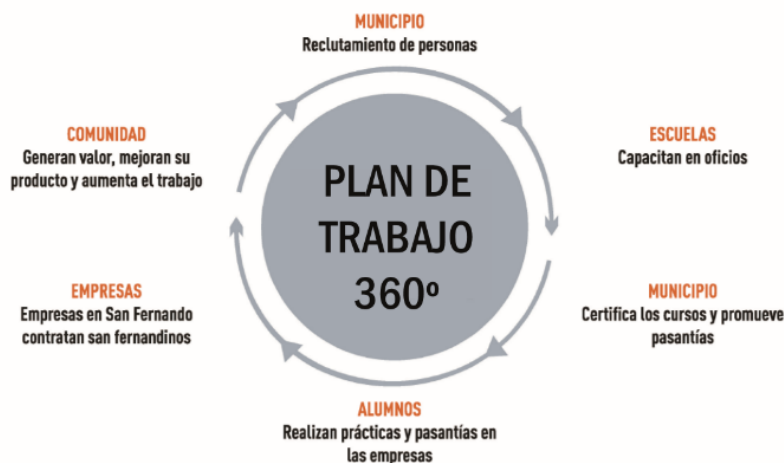 MUNICIPIO
Reclutamiento de personas
ESCUELAS
Capacitan en oficios
MUNICIPIO
Certifica los cursos y promueve
pasantías
ALUMNOS
Realizan prácticas y pasantías en
las empresas
EMPRESAS
Empresas en San Fernando
contratan san fernandinos
COMUNIDAD
Generan valor, mejoran su
producto y aumenta el trabajo
PLAN DE
TRABAJO
360º